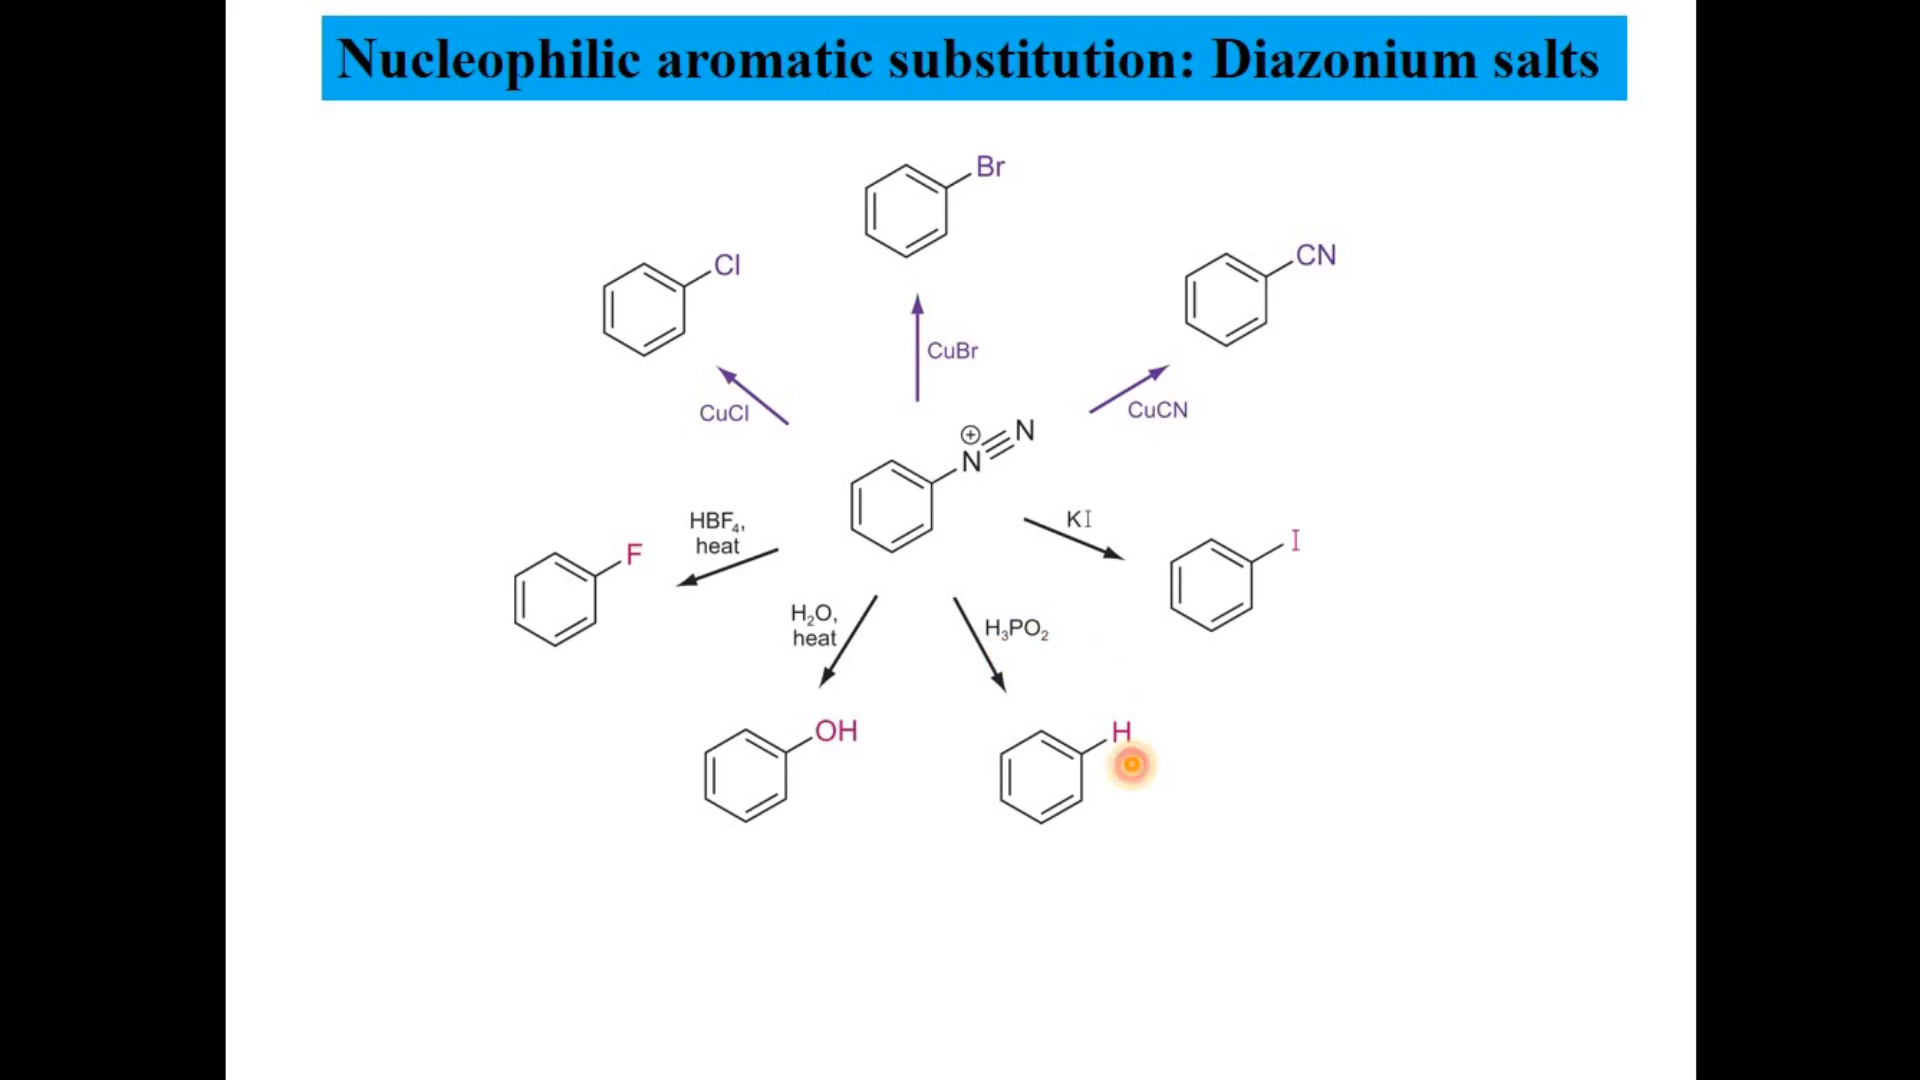 Nucleophilic aromatic substitution: Diazonium salts
Br
CN
Cl
CuBr
CuCN
CuCl
⊕
N≡N
KI
HBF₄,
heat
I
F
H₂O,
heat
H₃PO₂
OH
H